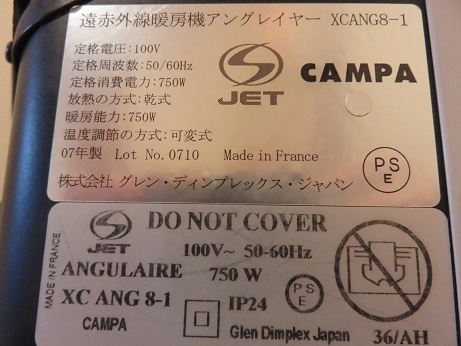 遠赤外線暖房機アングレイヤー XCANG8-1
定格電圧:100V
定格周波数:50/60Hz
定格消費電力:750W
放熱の方式:乾式
暖房能力:750W
温度調節の方式:可変式
07年製 Lot No.0710 Made in France
株式会社 グレン・ディンプレックス・ジャパン
JET
CAMPA
PS
E
MADE IN FRANCE
JET
DO NOT COVER
100V~ 50-60Hz
ANGULAIRE 750 W
XC ANG 8-1
CAMPA
IP24
PS
E
Glen Dimplex Japan
36/AH